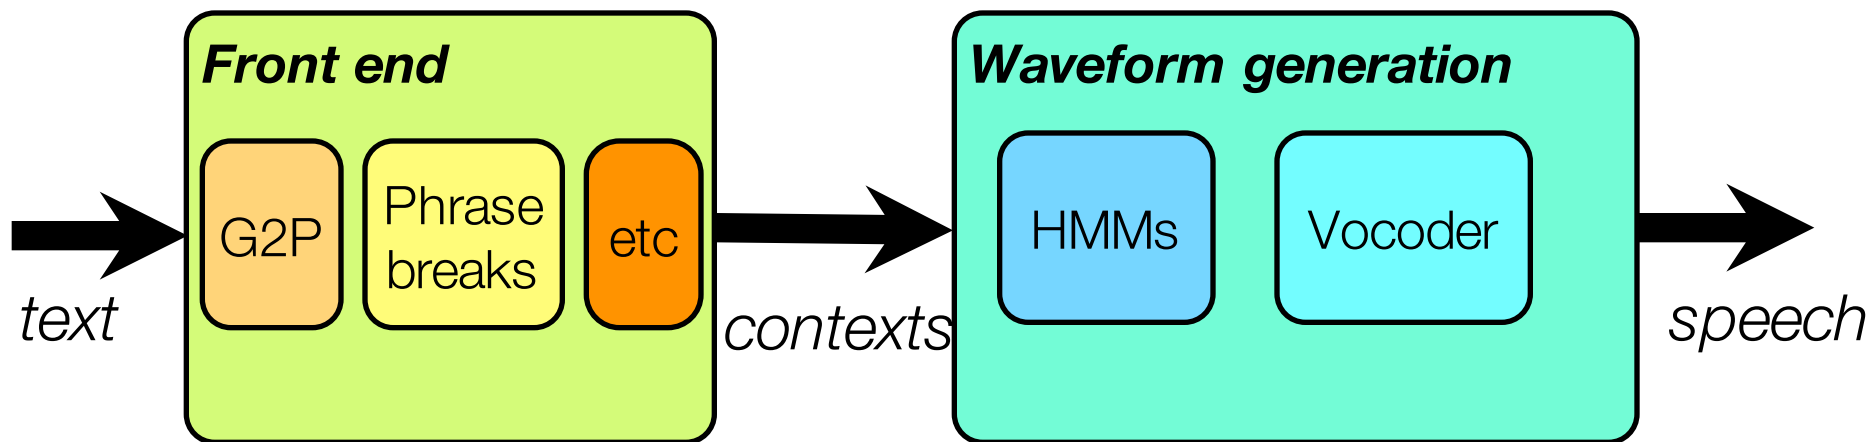 Front end
Waveform generation
G2P
Phrase
breaks
etc
HMMs
Vocoder
text
contexts
speech